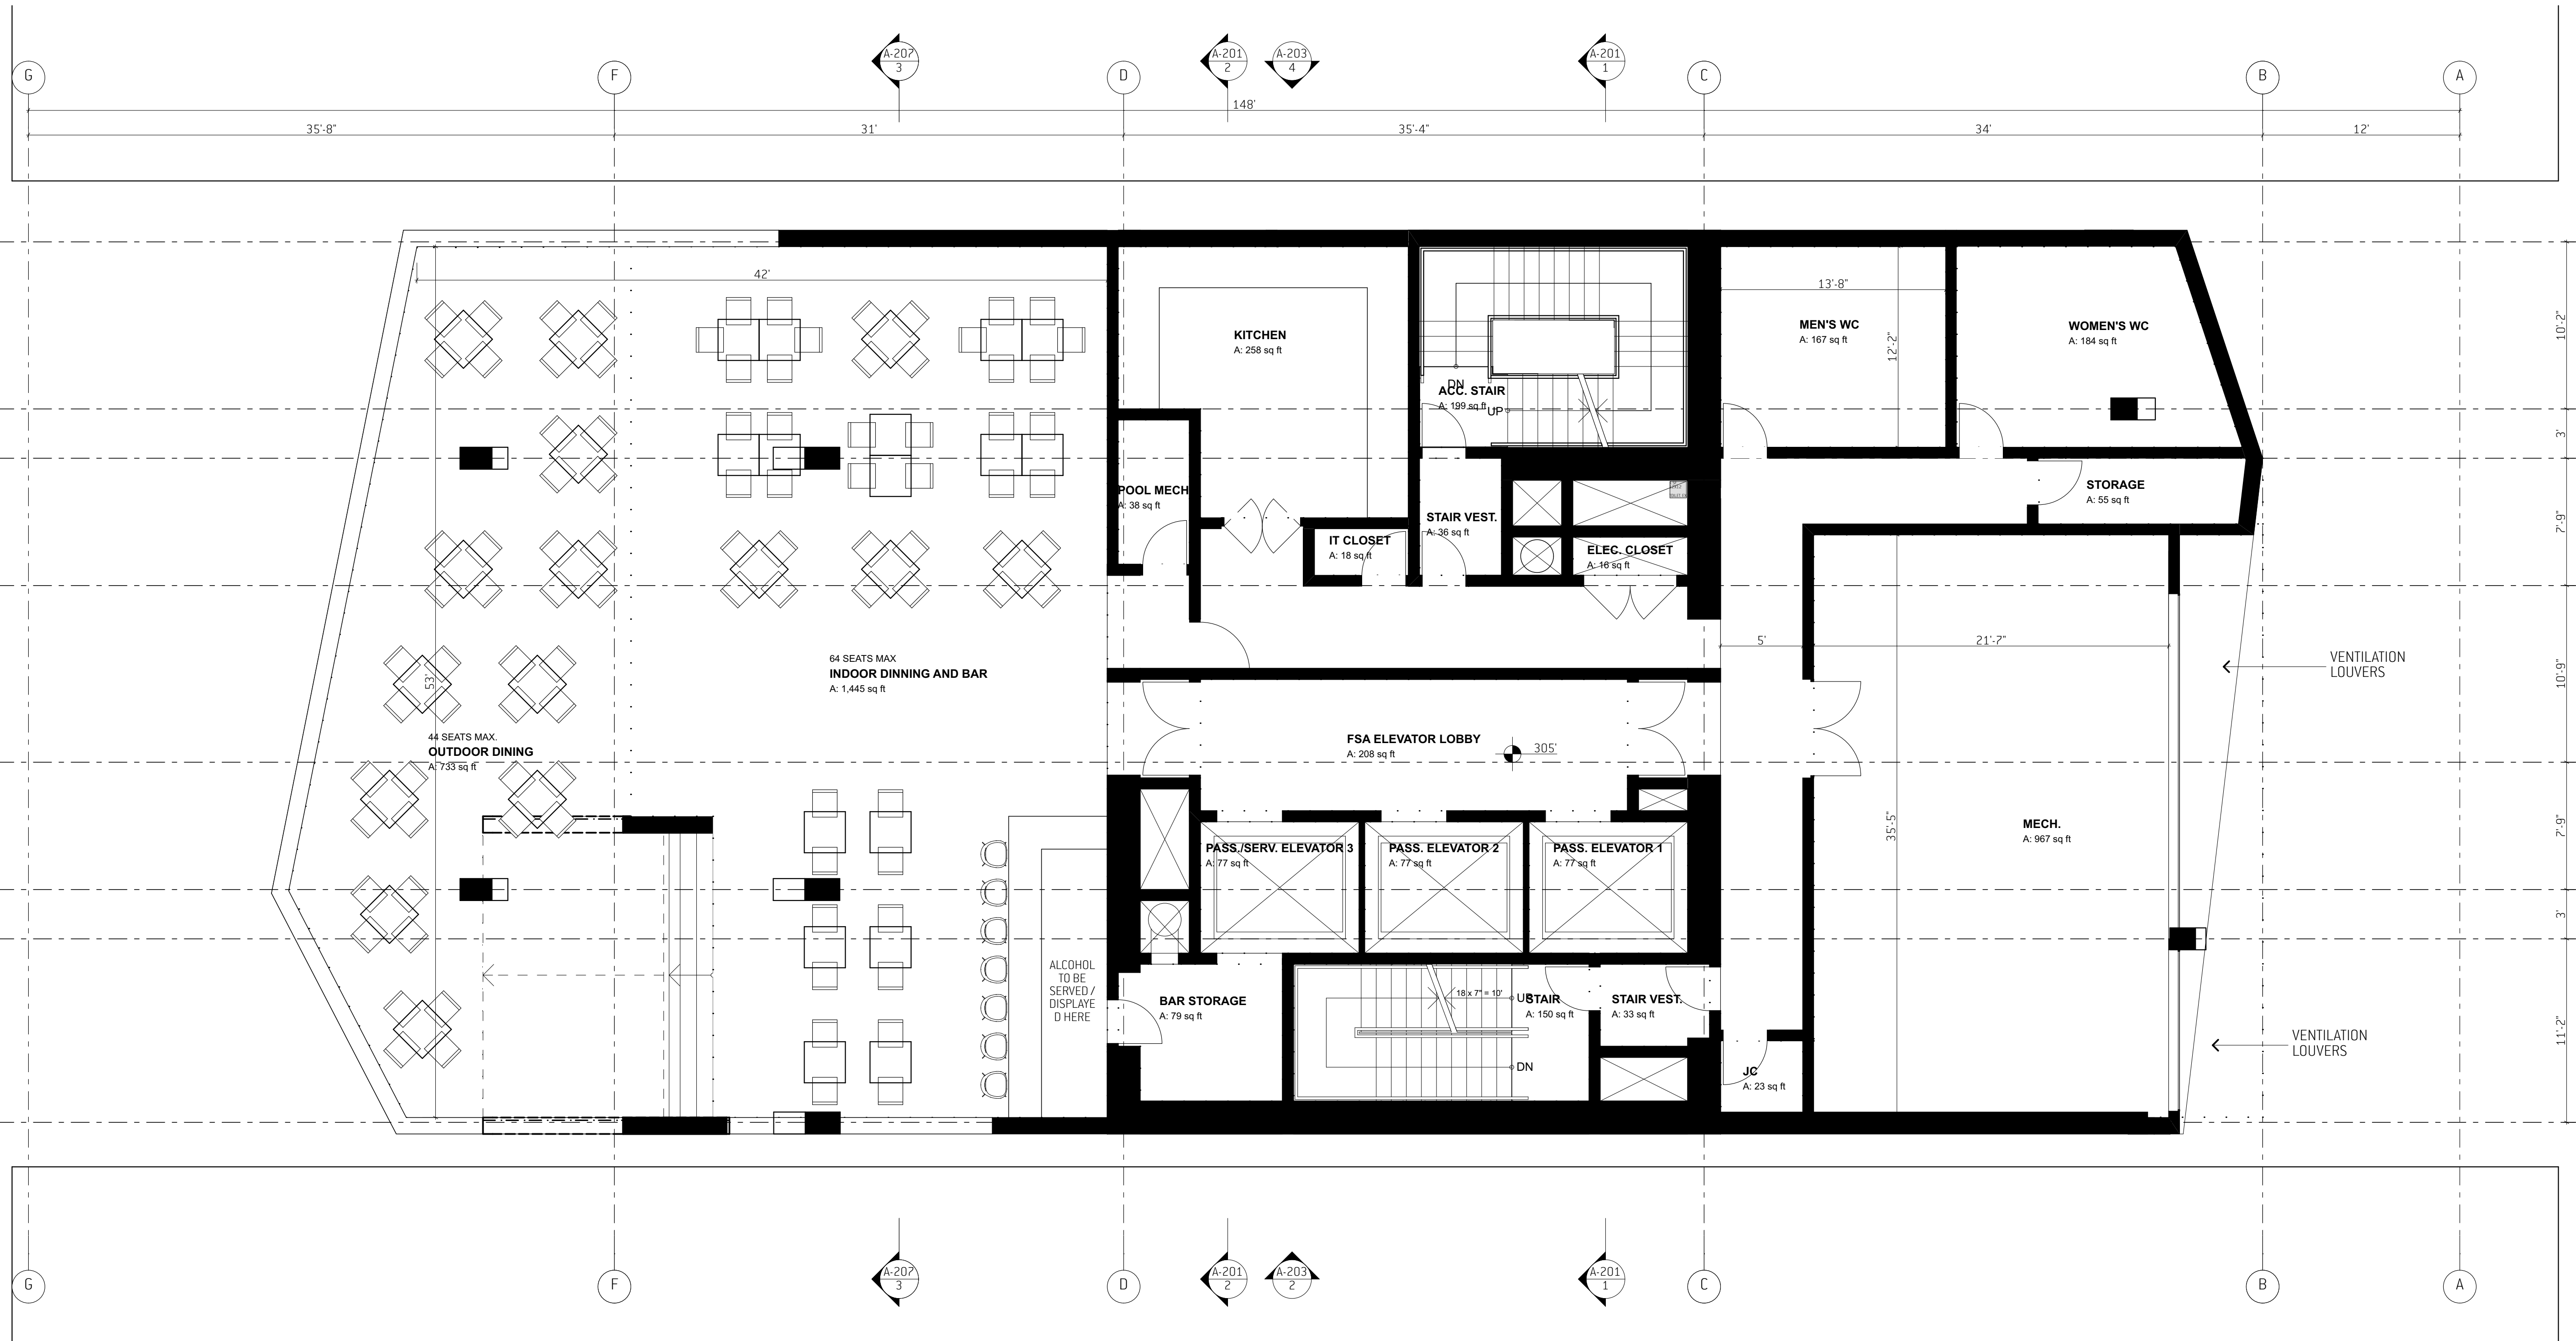 A-207
3
A-201
2
A-203
4
A-201
1
G
F
D
C
B
A
148'
35'-8"
31'
35'-4"
34'
12'
42'
13'-8"
12'-2"
10'-2"
KITCHEN
A: 258 sq ft
MEN'S WC
A: 167 sq ft
WOMEN'S WC
A: 184 sq ft
DN
ACC. STAIR
A: 199 sq ft
UP
3'
POOL MECH
A: 38 sq ft
STORAGE
A: 55 sq ft
STAIR VEST.
A: 36 sq ft
7'-9"
IT CLOSET
A: 18 sq ft
ELEC. CLOSET
A: 16 sq ft
5'
21'-7"
VENTILATION
LOUVERS
64 SEATS MAX
INDOOR DINNING AND BAR
A: 1,445 sq ft
53'
10'-9"
44 SEATS MAX.
OUTDOOR DINING
A: 733 sq ft
FSA ELEVATOR LOBBY
A: 208 sq ft
305'
35'-5"
MECH.
A: 967 sq ft
7'-9"
PASS./SERV. ELEVATOR 3
A: 77 sq ft
PASS. ELEVATOR 2
A: 77 sq ft
PASS. ELEVATOR 1
A: 77 sq ft
3'
ALCOHOL
TO BE
SERVED /
DISPLAYE
D HERE
BAR STORAGE
A: 79 sq ft
18 x 7" = 10'
UP
STAIR
A: 150 sq ft
STAIR VEST.
A: 33 sq ft
DN
JC
A: 23 sq ft
VENTILATION
LOUVERS
11'-2"
A-207
3
A-201
2
A-203
2
A-201
1
G
F
D
C
B
A